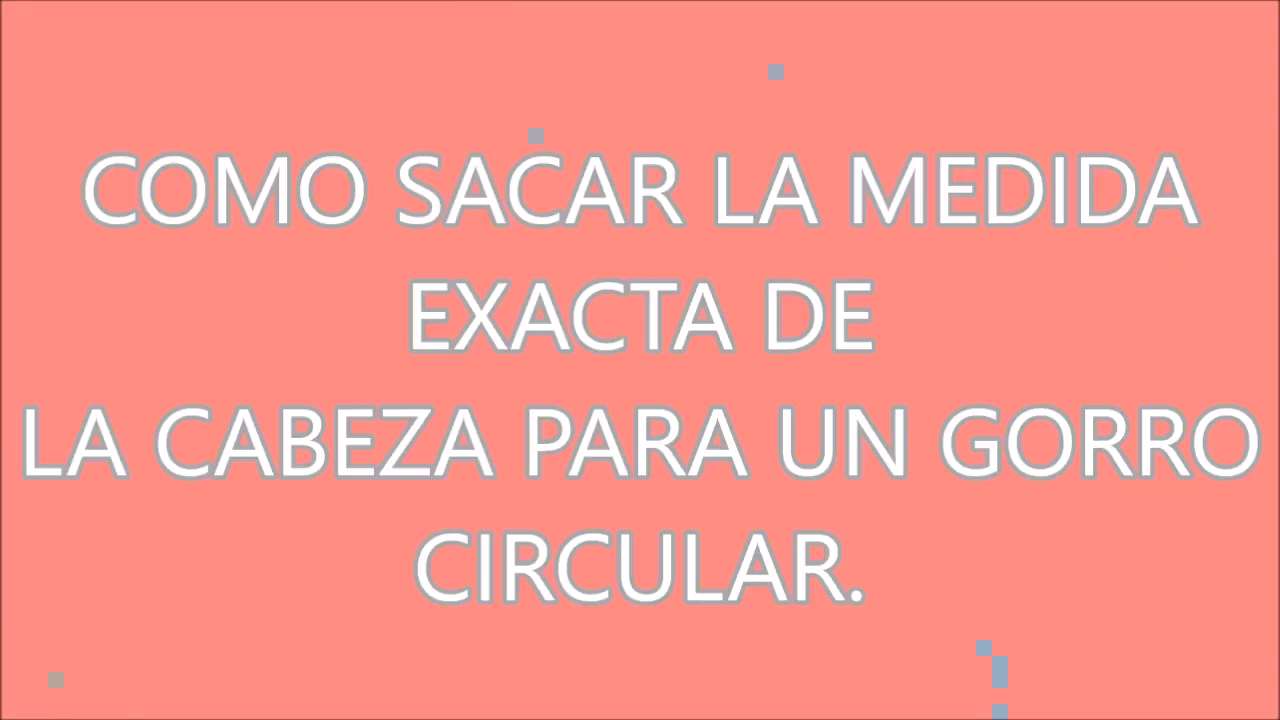 COMO SACAR LA MEDIDA
EXACTA DE
LA CABEZA PARA UN GORRO
CIRCULAR.